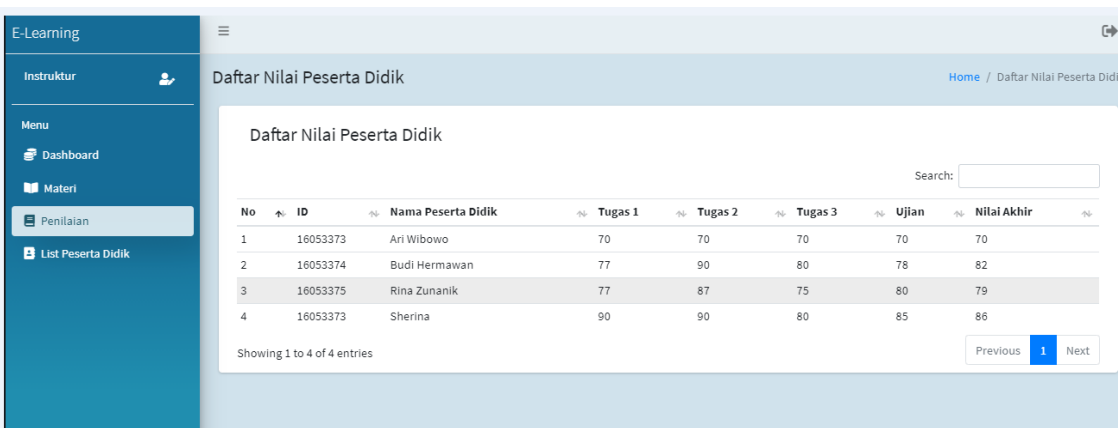 E-Learning
Instruktur
Menu
Dashboard
Materi
Penilaian
List Peserta Didik
Daftar Nilai Peserta Didik
Home / Daftar Nilai Peserta Didi
Daftar Nilai Peserta Didik
Search:
No ID Nama Peserta Didik Tugas 1 Tugas 2 Tugas 3 Ujian Nilai Akhir
1 16053373 Ari Wibowo 70 70 70 70 70
2 16053374 Budi Hermawan 77 90 80 78 82
3 16053375 Rina Zunanik 77 87 75 80 79
4 16053373 Sherina 90 90 80 85 86
Showing 1 to 4 of 4 entries
Previous 1 Next